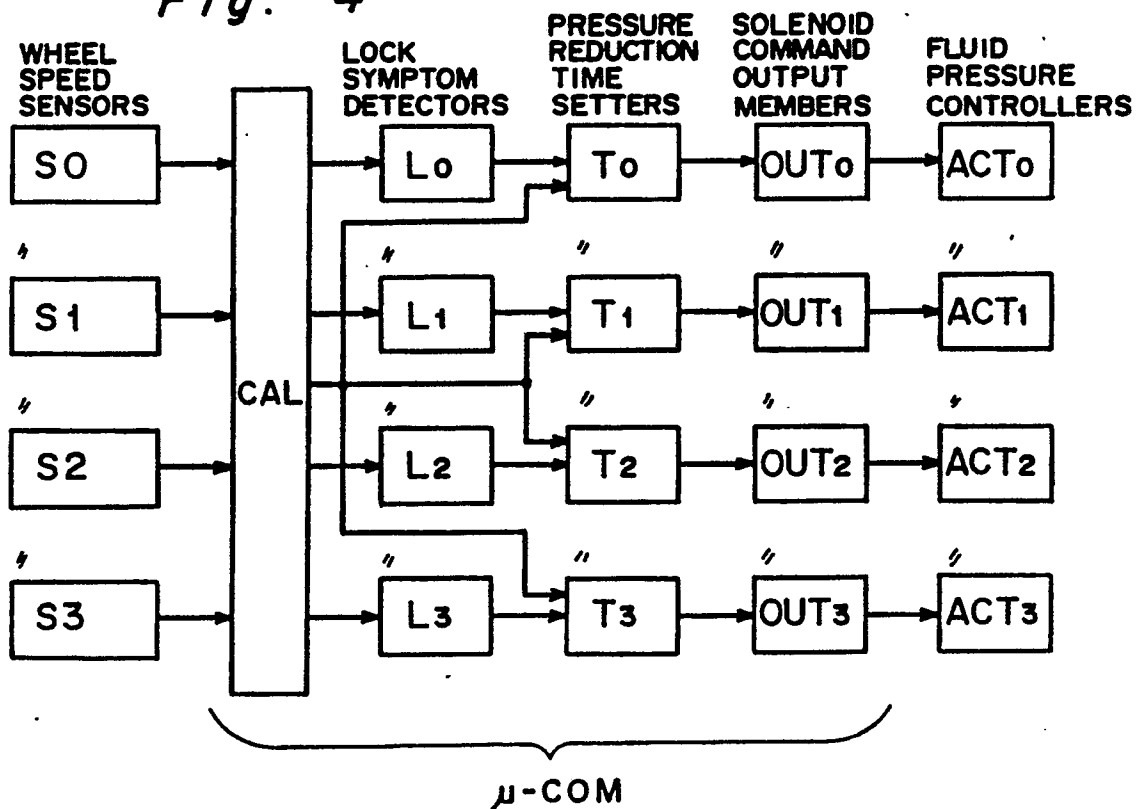 Fig. 4
WHEEL
SPEED
SENSORS
LOCK
SYMPTOM
DETECTORS
PRESSURE
REDUCTION
TIME
SETTERS
SOLENOID
COMMAND
OUTPUT
MEMBERS
FLUID
PRESSURE
CONTROLLERS
S0
L0
T0
OUT0
ACT0
〃 〃 〃 〃 〃
S1
L1
T1
OUT1
ACT1
CAL
〃 〃 〃 〃 〃
S2
L2
T2
OUT2
ACT2
〃 〃 〃 〃 〃
S3
L3
T3
OUT3
ACT3
μ-COM